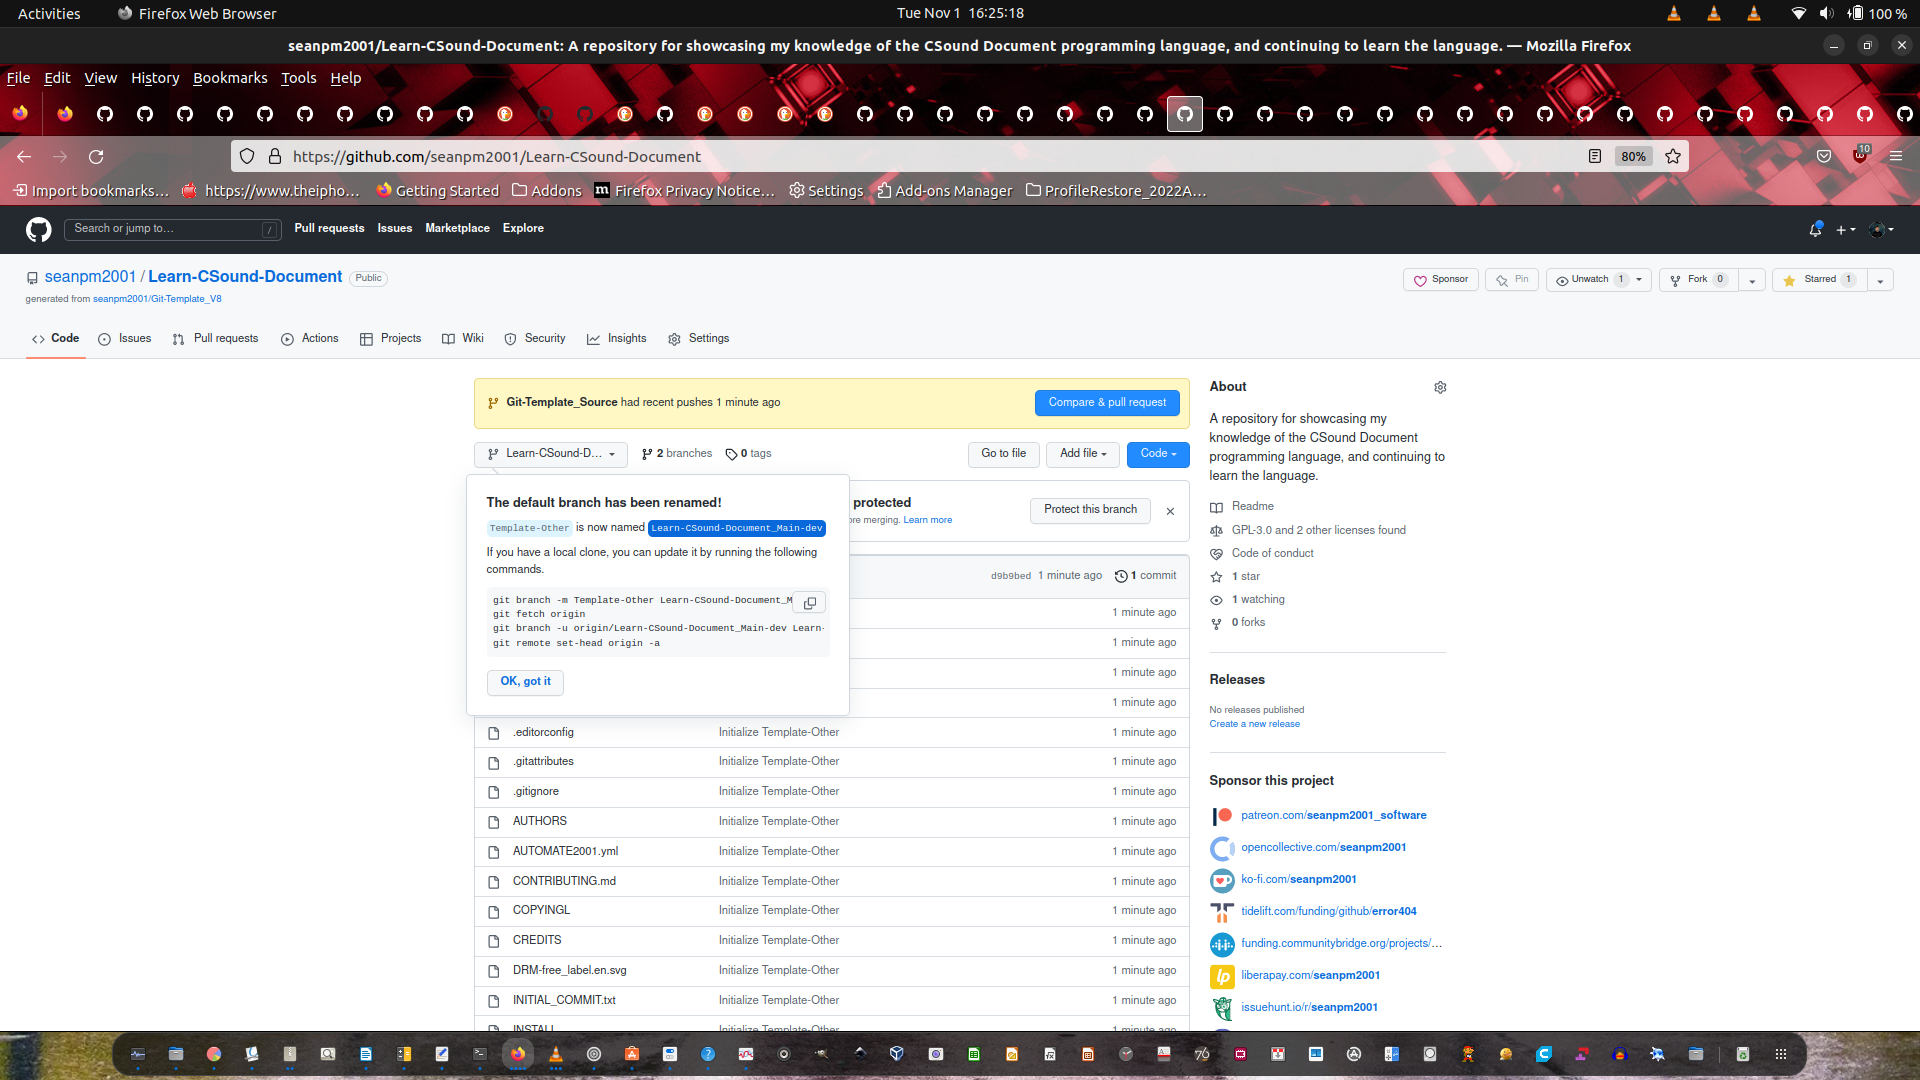 Activities
Firefox Web Browser
Tue Nov 1 16:25:18
100 %
seanpm2001/Learn-CSound-Document: A repository for showcasing my knowledge of the CSound Document programming language, and continuing to learn the language. — Mozilla Firefox
File Edit View History Bookmarks Tools Help
https://github.com/seanpm2001/Learn-CSound-Document
80%
10
Import bookmarks…
https://www.theipho…
Getting Started
Addons
Firefox Privacy Notice…
Settings
Add-ons Manager
ProfileRestore_2022A…
Search or jump to…
/
Pull requests
Issues
Marketplace
Explore
seanpm2001 / Learn-CSound-Document
Public
generated from seanpm2001/Git-Template_V8
Sponsor
Pin
Unwatch 1
Fork 0
Starred 1
Code
Issues
Pull requests
Actions
Projects
Wiki
Security
Insights
Settings
Git-Template_Source had recent pushes 1 minute ago
Compare & pull request
Learn-CSound-D…
2 branches
0 tags
Go to file
Add file
Code
The default branch has been renamed!
Template-Other is now named Learn-CSound-Document_Main-dev
If you have a local clone, you can update it by running the following
commands.
git branch -m Template-Other Learn-CSound-Document_M
git fetch origin
git branch -u origin/Learn-CSound-Document_Main-dev Learn-
git remote set-head origin -a
OK, got it
protected
ore merging. Learn more
Protect this branch
d9b9bed 1 minute ago
1 commit
1 minute ago
1 minute ago
1 minute ago
1 minute ago
.editorconfig Initialize Template-Other 1 minute ago
.gitattributes Initialize Template-Other 1 minute ago
.gitignore Initialize Template-Other 1 minute ago
AUTHORS Initialize Template-Other 1 minute ago
AUTOMATE2001.yml Initialize Template-Other 1 minute ago
CONTRIBUTING.md Initialize Template-Other 1 minute ago
COPYINGL Initialize Template-Other 1 minute ago
CREDITS Initialize Template-Other 1 minute ago
DRM-free_label.en.svg Initialize Template-Other 1 minute ago
INITIAL_COMMIT.txt Initialize Template-Other 1 minute ago
INSTALL Initialize Template-Other 1 minute ago
About
A repository for showcasing my
knowledge of the CSound Document
programming language, and continuing to
learn the language.
Readme
GPL-3.0 and 2 other licenses found
Code of conduct
1 star
1 watching
0 forks
Releases
No releases published
Create a new release
Sponsor this project
patreon.com/seanpm2001_software
opencollective.com/seanpm2001
ko-fi.com/seanpm2001
tidelift.com/funding/github/error404
funding.communitybridge.org/projects/…
liberapay.com/seanpm2001
issuehunt.io/r/seanpm2001